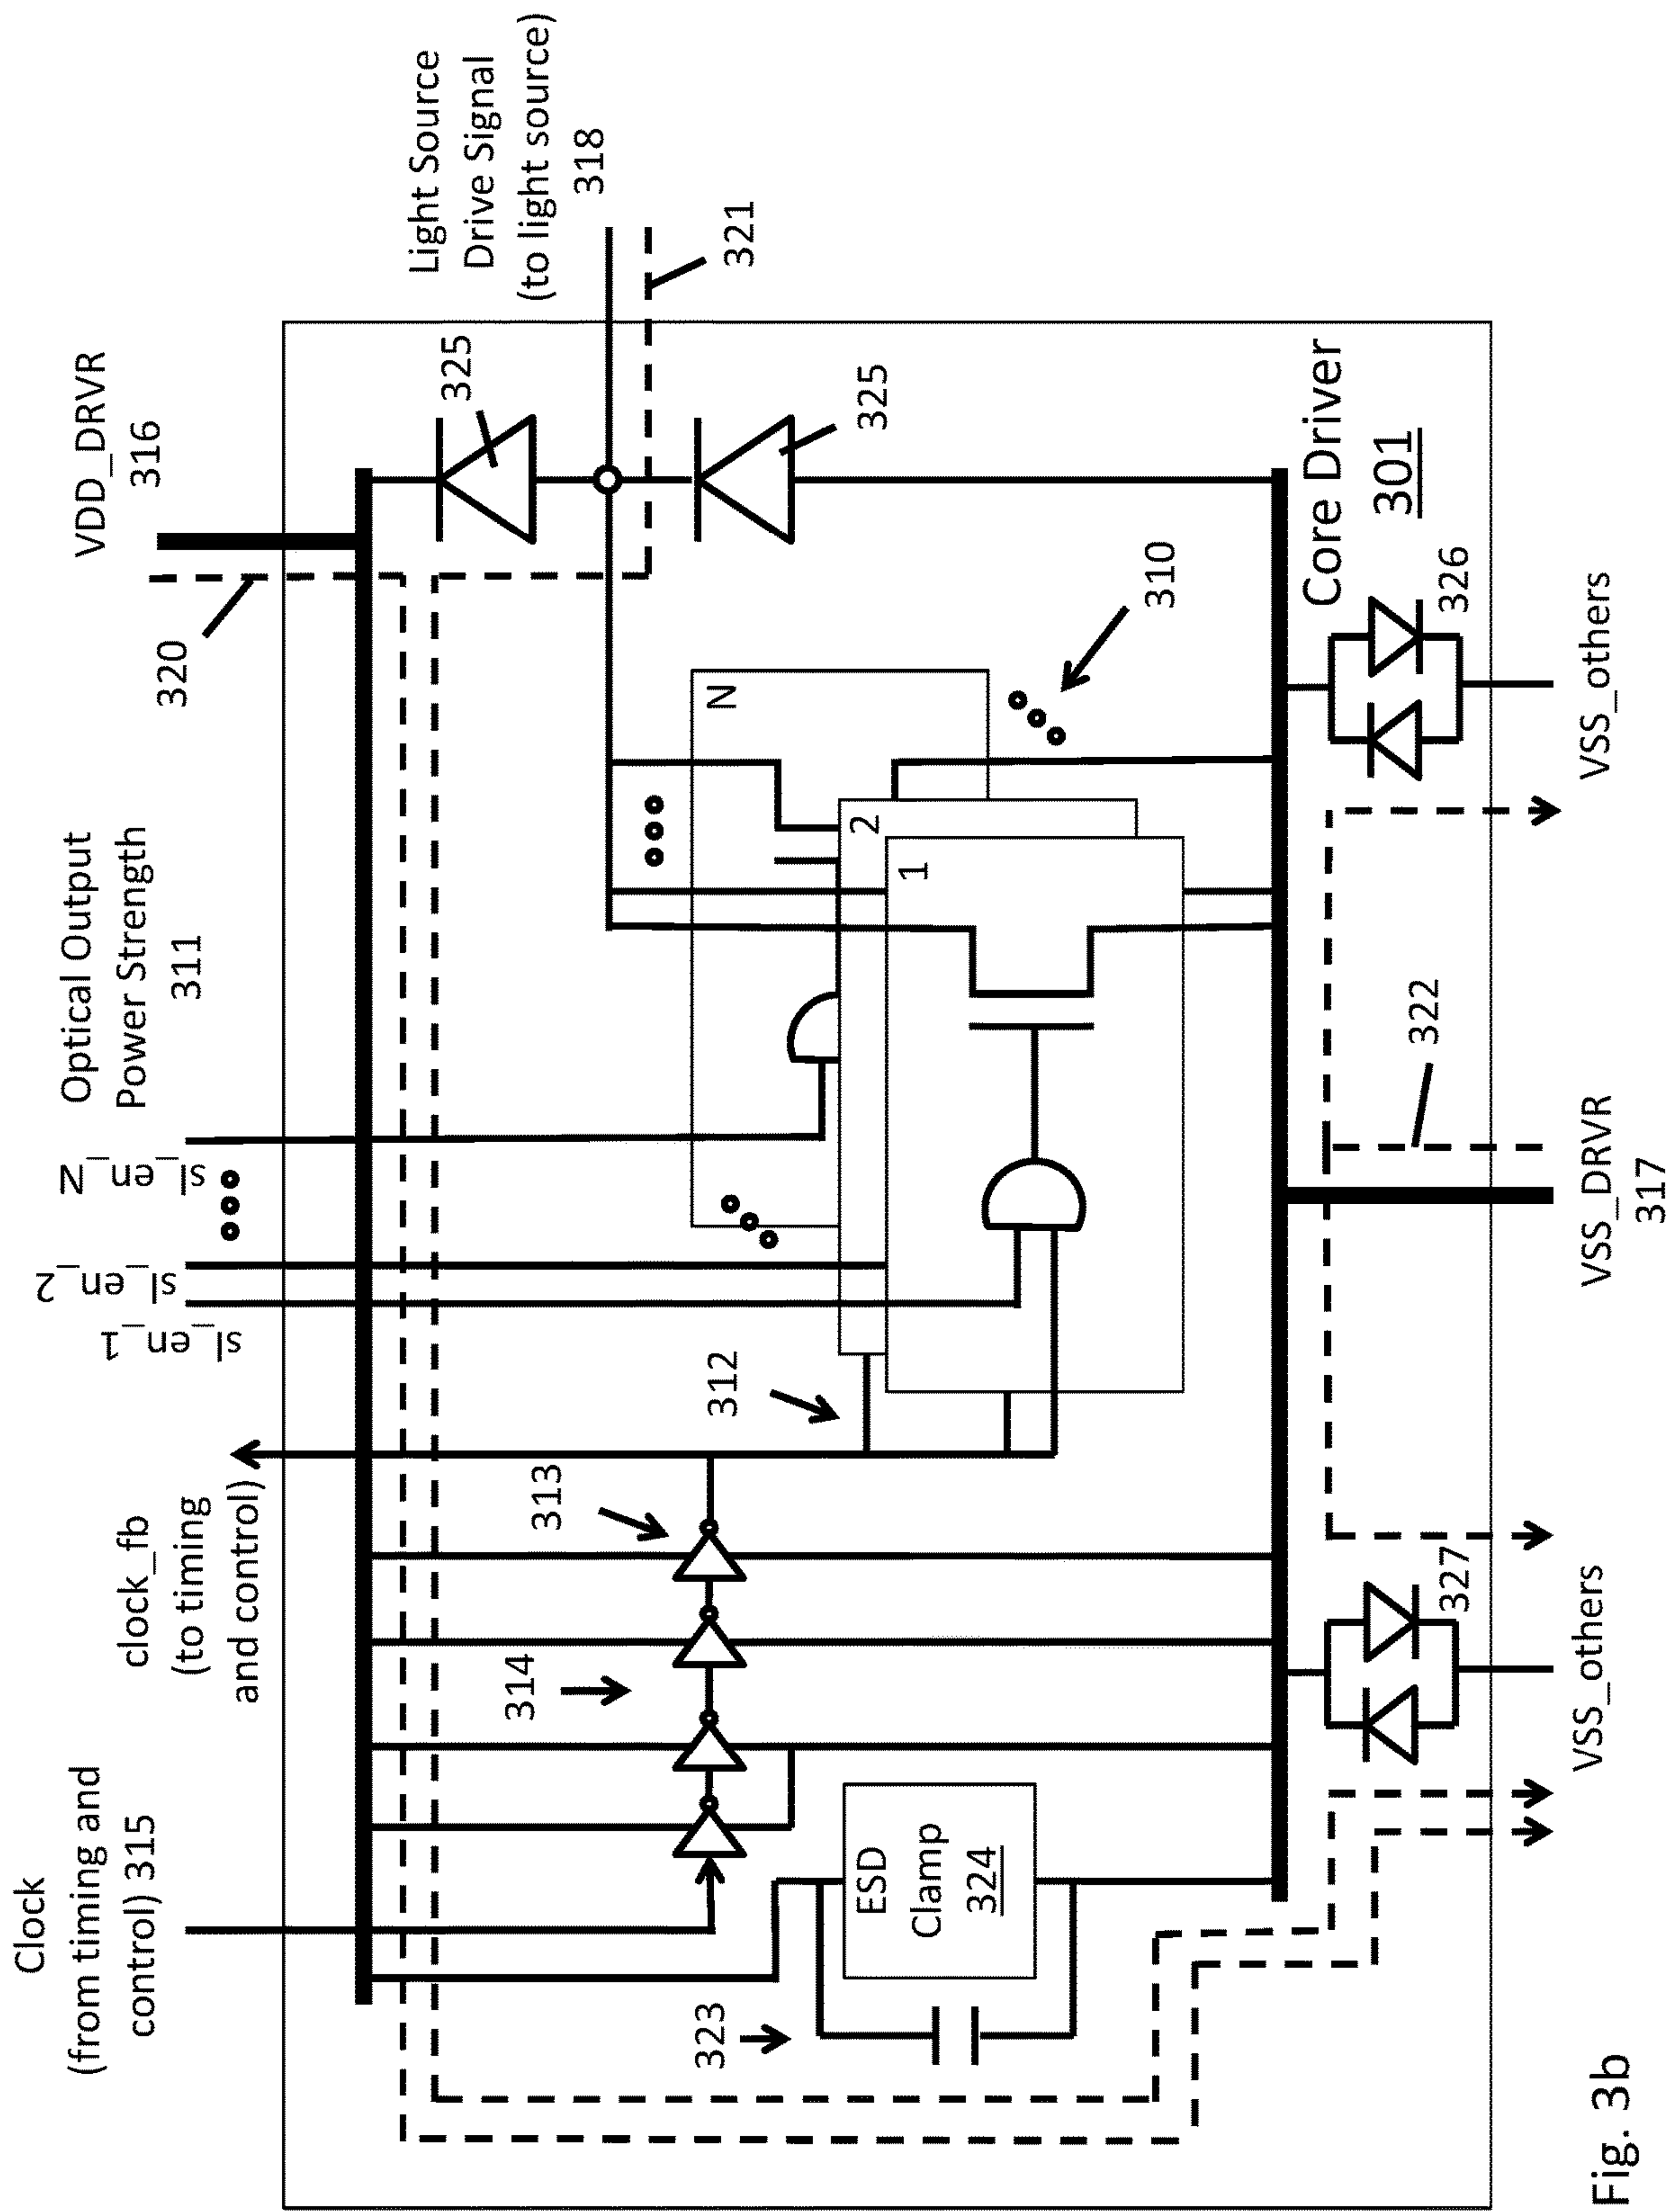 Clock
(from timing and
control) 315
clock_fb
(to timing
and control)
sl_en_1
sl_en_2
sl_en_N
Optical Output
Power Strength
311
VDD_DRVR
316
320
Light Source
Drive Signal
(to light source)
318
321
325
325
314
313
312
N
2
1
310
323
ESD
Clamp
324
Core Driver
301
327
VSS_others
322
VSS_DRVR
317
326
VSS_others
Fig. 3b